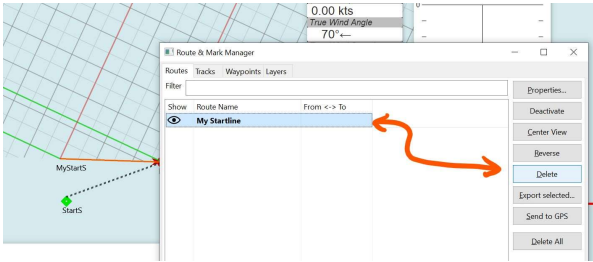 0.00 kts
True Wind Angle
70°←
0
Route & Mark Manager
Routes Tracks Waypoints Layers
Filter
Properties...
Show Route Name From <-> To
Deactivate
My Startline
Center View
Reverse
MyStartS
Delete
Export selected...
StartS
Send to GPS
Delete All